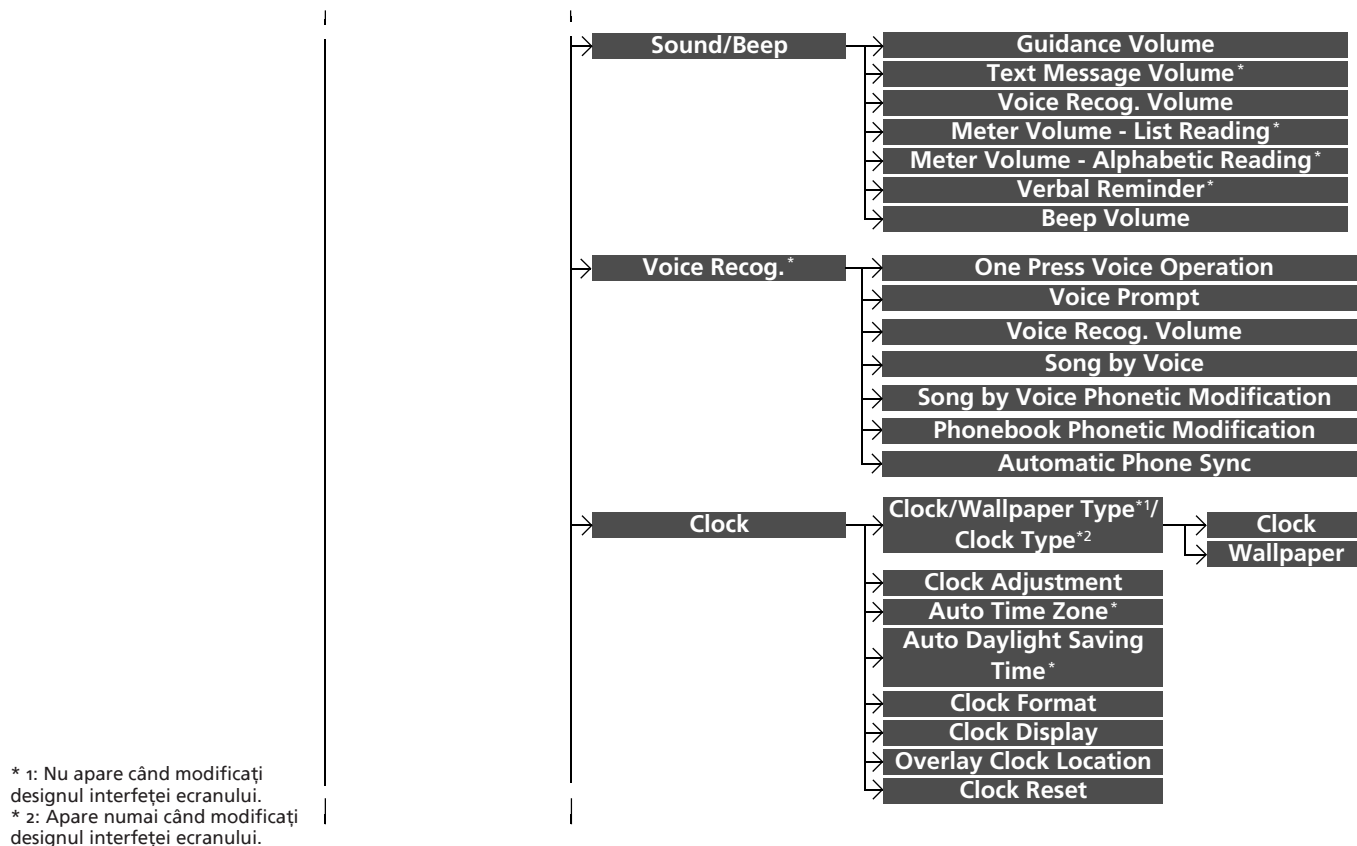 Sound/Beep
Guidance Volume
Text Message Volume*
Voice Recog. Volume
Meter Volume - List Reading*
Meter Volume - Alphabetic Reading*
Verbal Reminder*
Beep Volume
Voice Recog.*
One Press Voice Operation
Voice Prompt
Voice Recog. Volume
Song by Voice
Song by Voice Phonetic Modification
Phonebook Phonetic Modification
Automatic Phone Sync
Clock
Clock/Wallpaper Type*1/
Clock Type*2
Clock
Wallpaper
Clock Adjustment
Auto Time Zone*
Auto Daylight Saving
Time*
Clock Format
Clock Display
Overlay Clock Location
Clock Reset
* 1: Nu apare când modificați
designul interfeței ecranului.
* 2: Apare numai când modificați
designul interfeței ecranului.